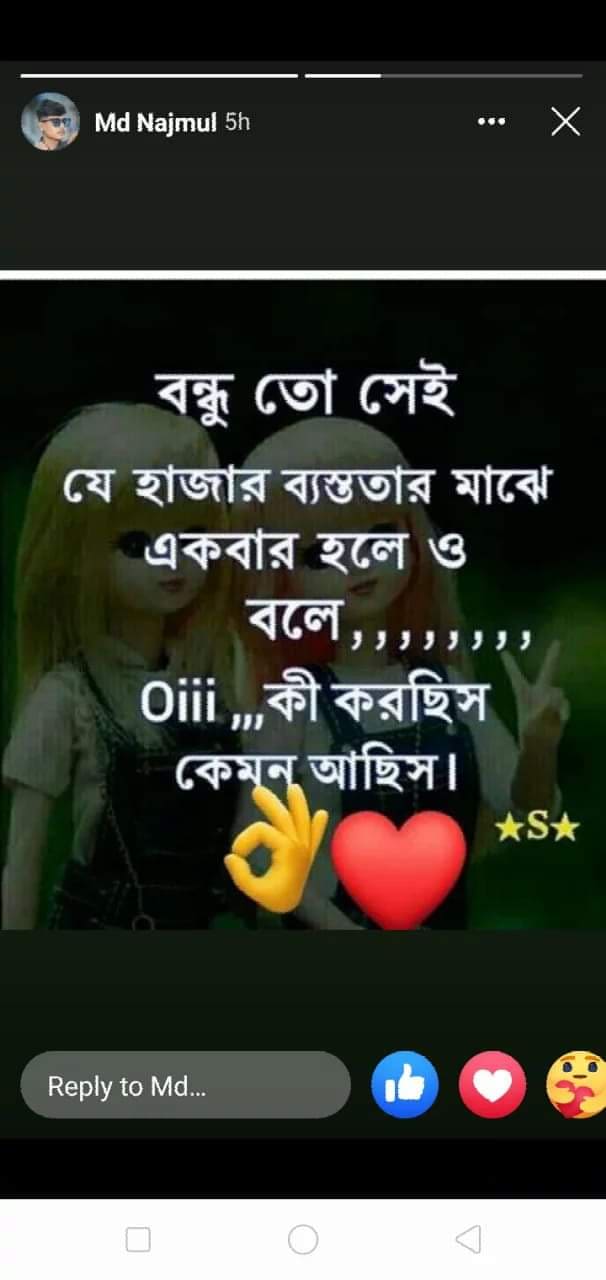 Md Najmul 5h
বন্ধু তো সেই
যে হাজার ব্যস্ততার মাঝে
একবার হলে ও
বলে,,,,,,,,
Oiii ,,,কী করছিস
কেমন আছিস।
★S★
Reply to Md...